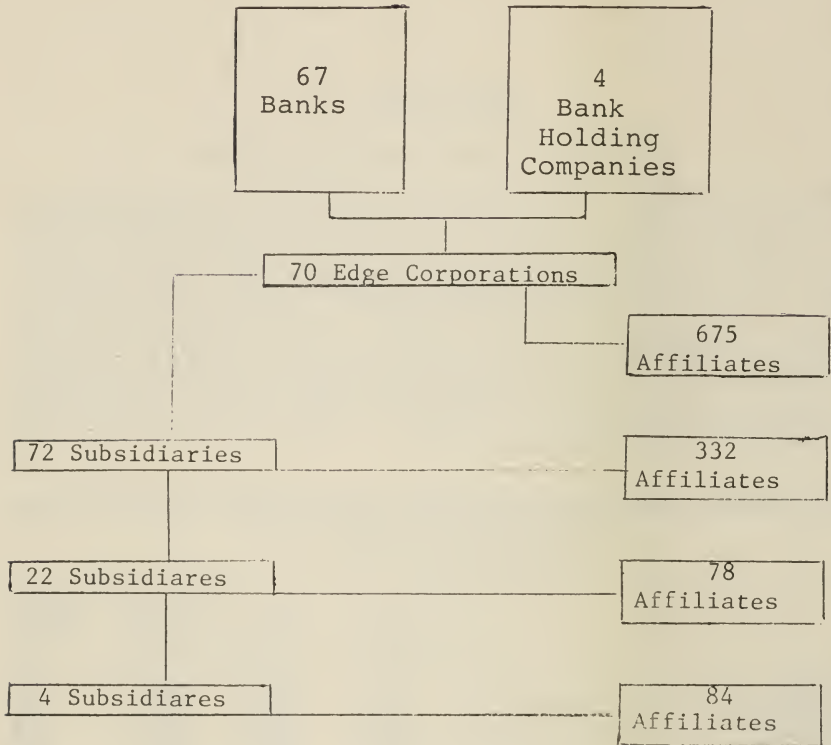 67
Banks
4
Bank
Holding
Companies
70 Edge Corporations
675
Affiliates
72 Subsidiaries
332
Affiliates
22 Subsidiares
78
Affiliates
4 Subsidiares
84
Affiliates